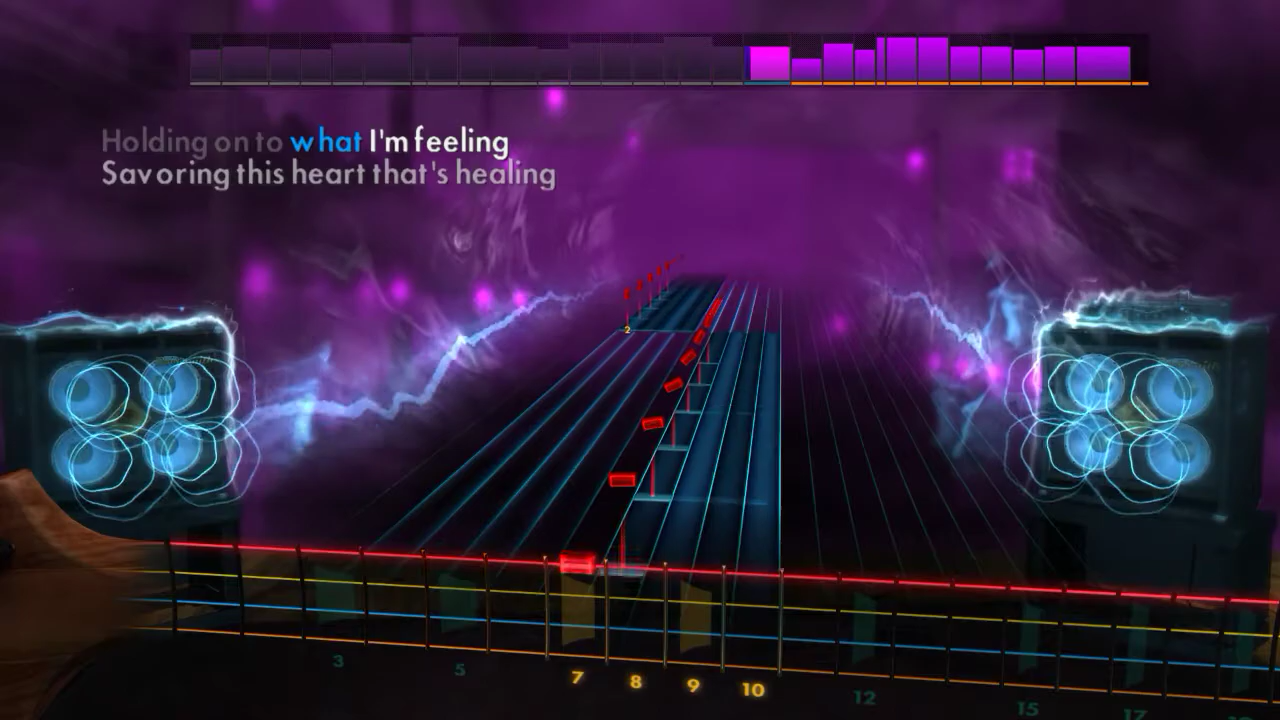 Holding on to what I'm feeling
Savoring this heart that's healing
2
3 5 7 8 9 10 12 15 17